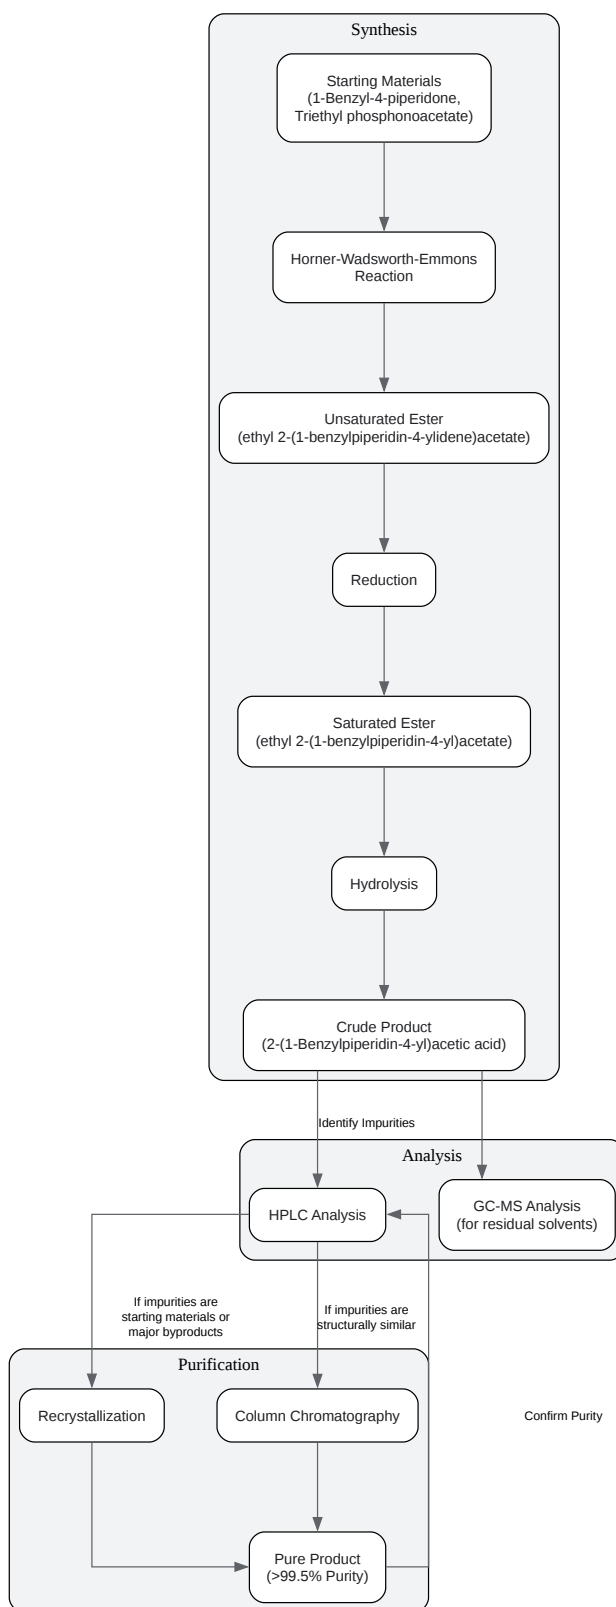 Synthesis
Starting Materials
(1-Benzyl-4-piperidone,
Triethyl phosphonoacetate)
Horner-Wadsworth-Emmons
Reaction
Unsaturated Ester
(ethyl 2-(1-benzylpiperidin-4-ylidene)acetate)
Reduction
Saturated Ester
(ethyl 2-(1-benzylpiperidin-4-yl)acetate)
Hydrolysis
Crude Product
(2-(1-Benzylpiperidin-4-yl)acetic acid)
Identify Impurities
Analysis
HPLC Analysis
GC-MS Analysis
(for residual solvents)
If impurities are
starting materials or
major byproducts
If impurities are
structurally similar
Purification
Recrystallization
Column Chromatography
Confirm Purity
Pure Product
(>99.5% Purity)